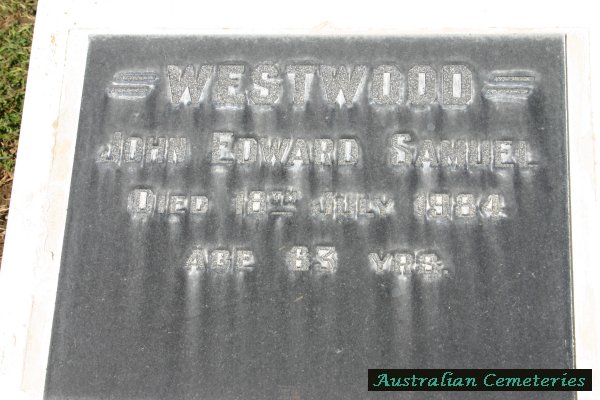 WESTWOOD
JOHN EDWARD SAMUEL
DIED 18TH JULY 1984
AGE 63 YRS.
Australian Cemeteries